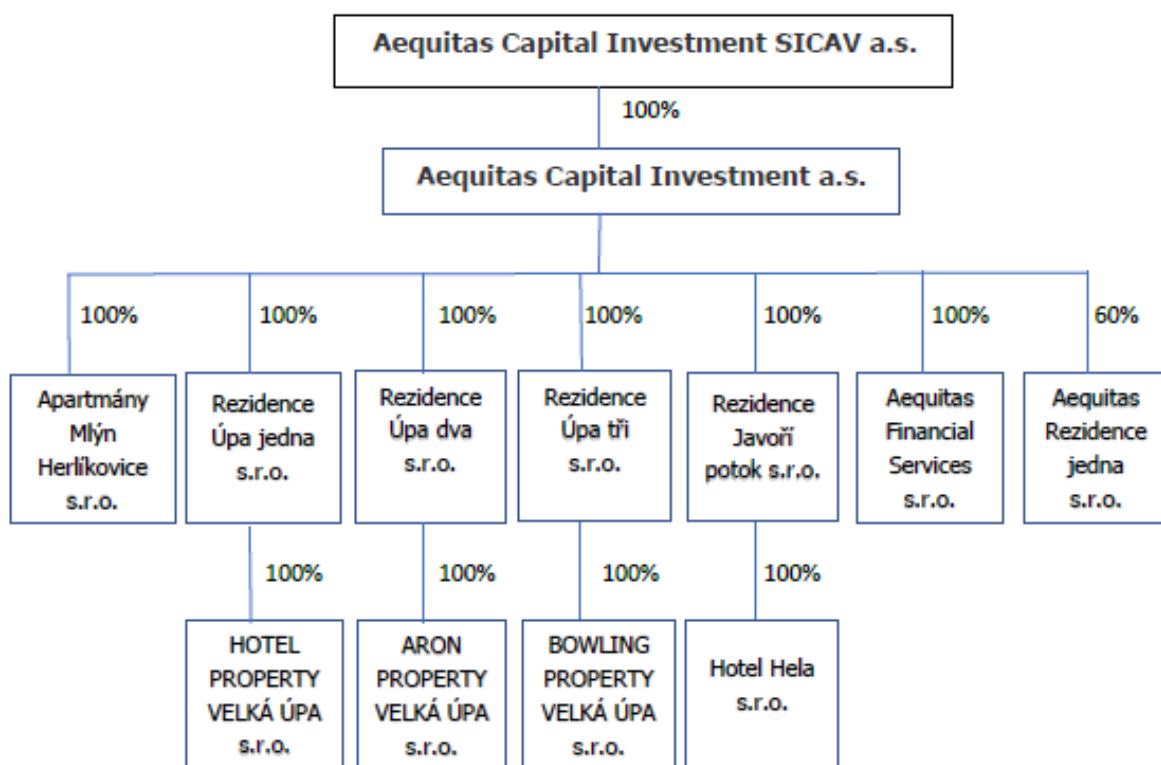 Aequitas Capital Investment SICAV a.s.
100%
Aequitas Capital Investment a.s.
100%
100%
100%
100%
100%
100%
60%
Apartmány
Mlýn
Herlíkovice
s.r.o.
Rezidence
Úpa jedna
s.r.o.
Rezidence
Úpa dva
s.r.o.
Rezidence
Úpa tři
s.r.o.
Rezidence
Javoří
potok s.r.o.
Aequitas
Financial
Services
s.r.o.
Aequitas
Rezidence
jedna
s.r.o.
100%
100%
100%
100%
HOTEL
PROPERTY
VELKÁ ÚPA
s.r.o.
ARON
PROPERTY
VELKÁ ÚPA
s.r.o.
BOWLING
PROPERTY
VELKÁ ÚPA
s.r.o.
Hotel Hela
s.r.o.